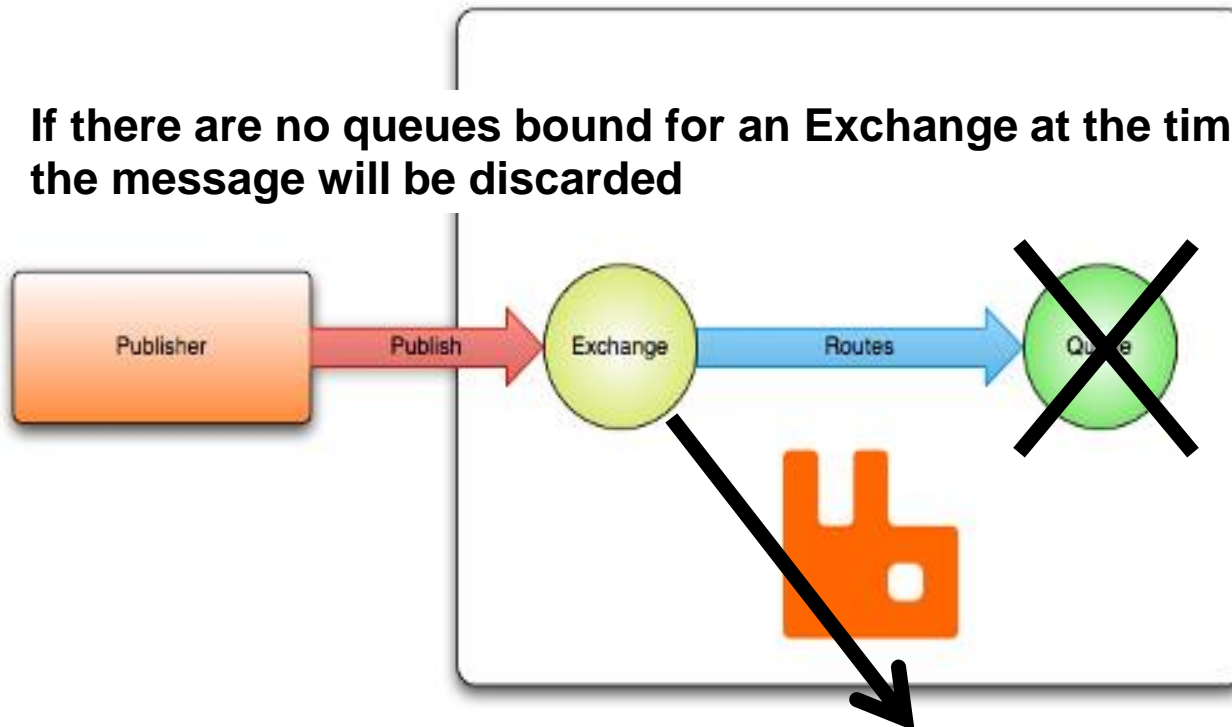 If there are no queues bound for an Exchange at the tim
the message will be discarded
Publisher
Publish
Exchange
Routes